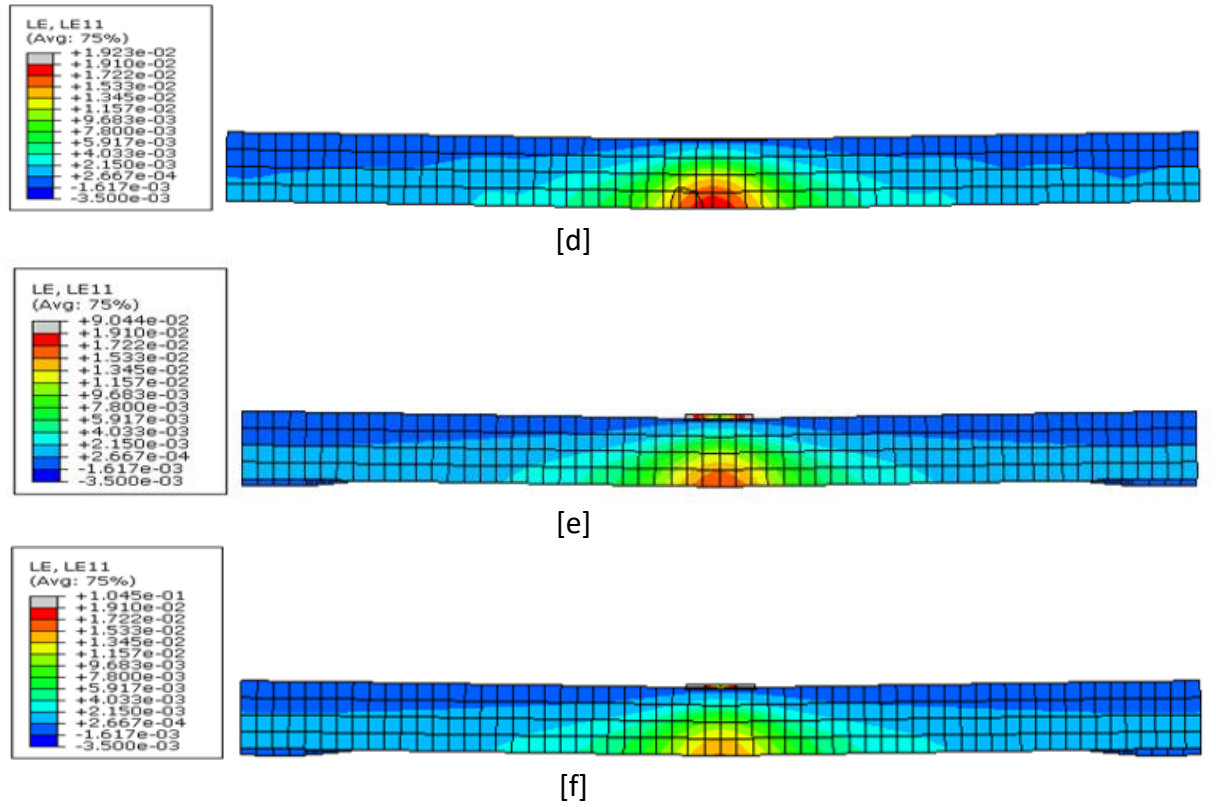 LE, LE11
(Avg: 75%)
+1.923e-02
+1.910e-02
+1.722e-02
+1.533e-02
+1.345e-02
+1.157e-02
+9.683e-03
+7.800e-03
+5.917e-03
+4.033e-03
+2.150e-03
+2.667e-04
-1.617e-03
-3.500e-03
[d]
LE, LE11
(Avg: 75%)
+9.044e-02
+1.910e-02
+1.722e-02
+1.533e-02
+1.345e-02
+1.157e-02
+9.683e-03
+7.800e-03
+5.917e-03
+4.033e-03
+2.150e-03
+2.667e-04
-1.617e-03
-3.500e-03
[e]
LE, LE11
(Avg: 75%)
+1.045e-01
+1.910e-02
+1.722e-02
+1.533e-02
+1.345e-02
+1.157e-02
+9.683e-03
+7.800e-03
+5.917e-03
+4.033e-03
+2.150e-03
+2.667e-04
-1.617e-03
-3.500e-03
[f]